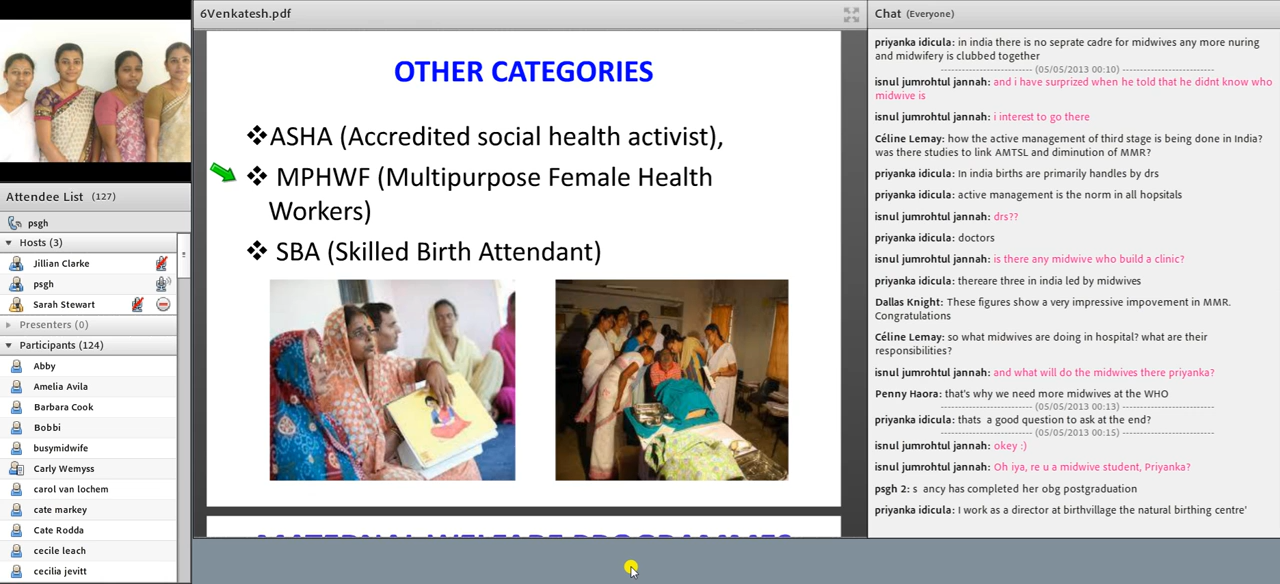 6Venkatesh.pdf
Attendee List (127)
psgh
Hosts (3)
Jillian Clarke
psgh
Sarah Stewart
Presenters (0)
Participants (124)
Abby
Amelia Avila
Barbara Cook
Bobbi
busymidwife
Carly Wemyss
carol van lochem
cate markey
Cate Rodda
cecile leach
cecilia jevitt
OTHER CATEGORIES
❖ASHA (Accredited social health activist),
❖ MPHWF (Multipurpose Female Health
Workers)
❖ SBA (Skilled Birth Attendant)
MATERNAL WELFARE PROGRAMMES
Chat (Everyone)
priyanka idicula: in india there is no seprate cadre for midwives any more nuring
and midwifery is clubbed together
------------------------ (05/05/2013 00:10) ------------------------
isnul jumrohtul jannah: and i have surprized when he told that he didnt know who
midwive is
isnul jumrohtul jannah: i interest to go there
Céline Lemay: how the active management of third stage is being done in India?
was there studies to link AMTSL and diminution of MMR?
priyanka idicula: In india births are primarily handles by drs
priyanka idicula: active management is the norm in all hopsitals
isnul jumrohtul jannah: drs??
priyanka idicula: doctors
isnul jumrohtul jannah: is there any midwive who build a clinic?
priyanka idicula: thereare three in india led by midwives
Dallas Knight: These figures show a very impressive impovement in MMR.
Congratulations
Céline Lemay: so what midwives are doing in hospital? what are their
responsibilities?
isnul jumrohtul jannah: and what will do the midwives there priyanka?
Penny Haora: that's why we need more midwives at the WHO
------------------------ (05/05/2013 00:13) ------------------------
priyanka idicula: thats  a okay good question to ask at the end?
------------------------ (05/05/2013 00:15) ------------------------
isnul jumrohtul jannah: okey :)
isnul jumrohtul jannah: Oh iya, re u a midwive student, Priyanka?
psgh 2: s  ancy has completed her obg postgraduation
priyanka idicula: I work as a director at birthvillage the natural birthing centre'